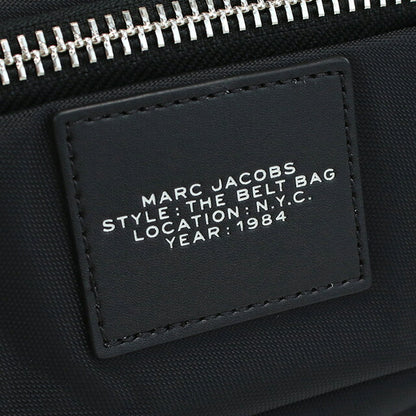 MARC JACOBS
STYLE: THE BELT BAG
LOCATION: N.Y.C.
YEAR: 1984